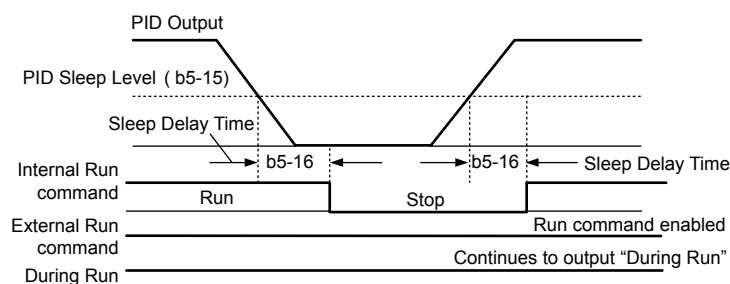 PID Output
PID Sleep Level ( b5-15)
Sleep Delay Time
b5-16
b5-16
Sleep Delay Time
Internal Run
command
Run
Stop
External Run
command
Run command enabled
Continues to output “During Run”
During Run